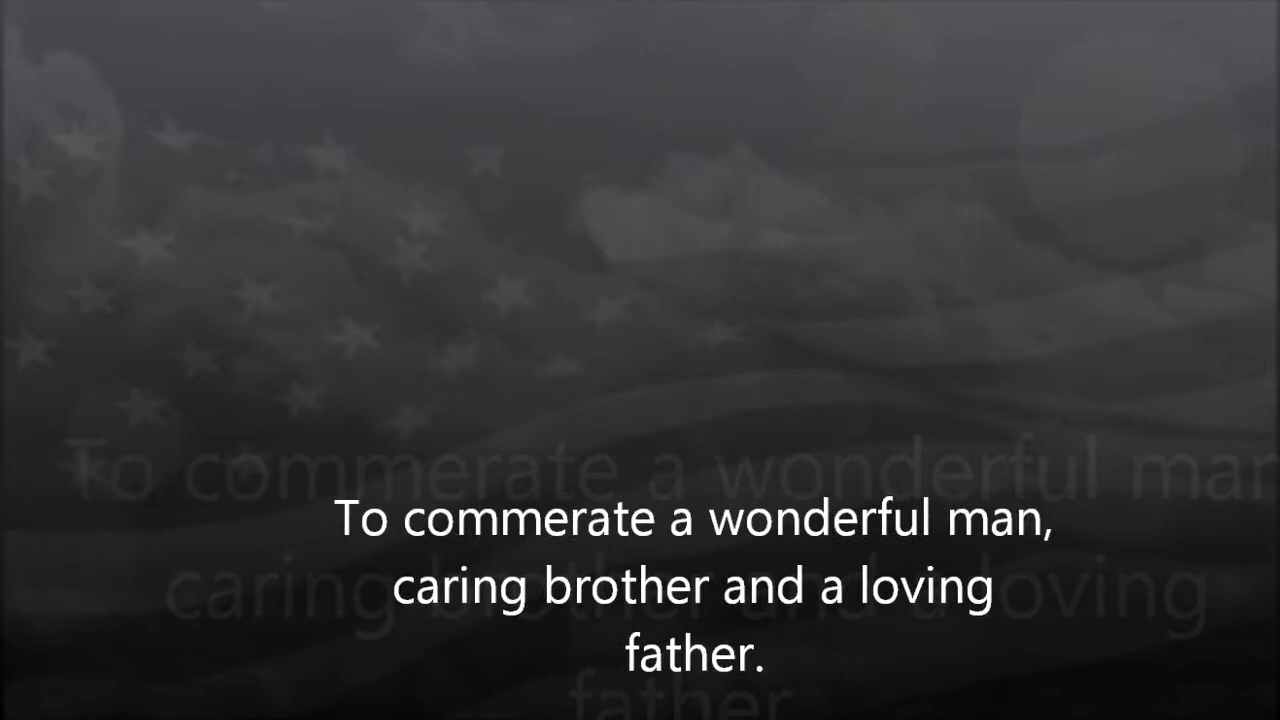 To commerate a wonderful man,
caring brother and a loving
father.